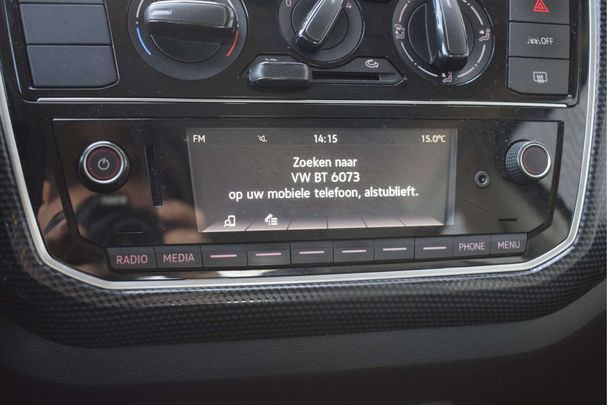 OFF
FM 14:15 15.0°C
Zoeken naar
VW BT 6073
op uw mobiele telefoon, alstublieft.
RADIO MEDIA PHONE MENU